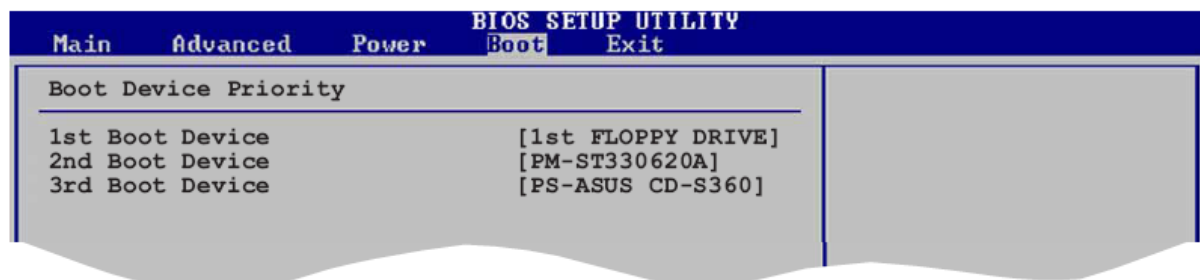 BIOS SETUP UTILITY
Main Advanced Power Boot Exit
Boot Device Priority
1st Boot Device [1st FLOPPY DRIVE]
2nd Boot Device [PM-ST330620A]
3rd Boot Device [PS-ASUS CD-S360]